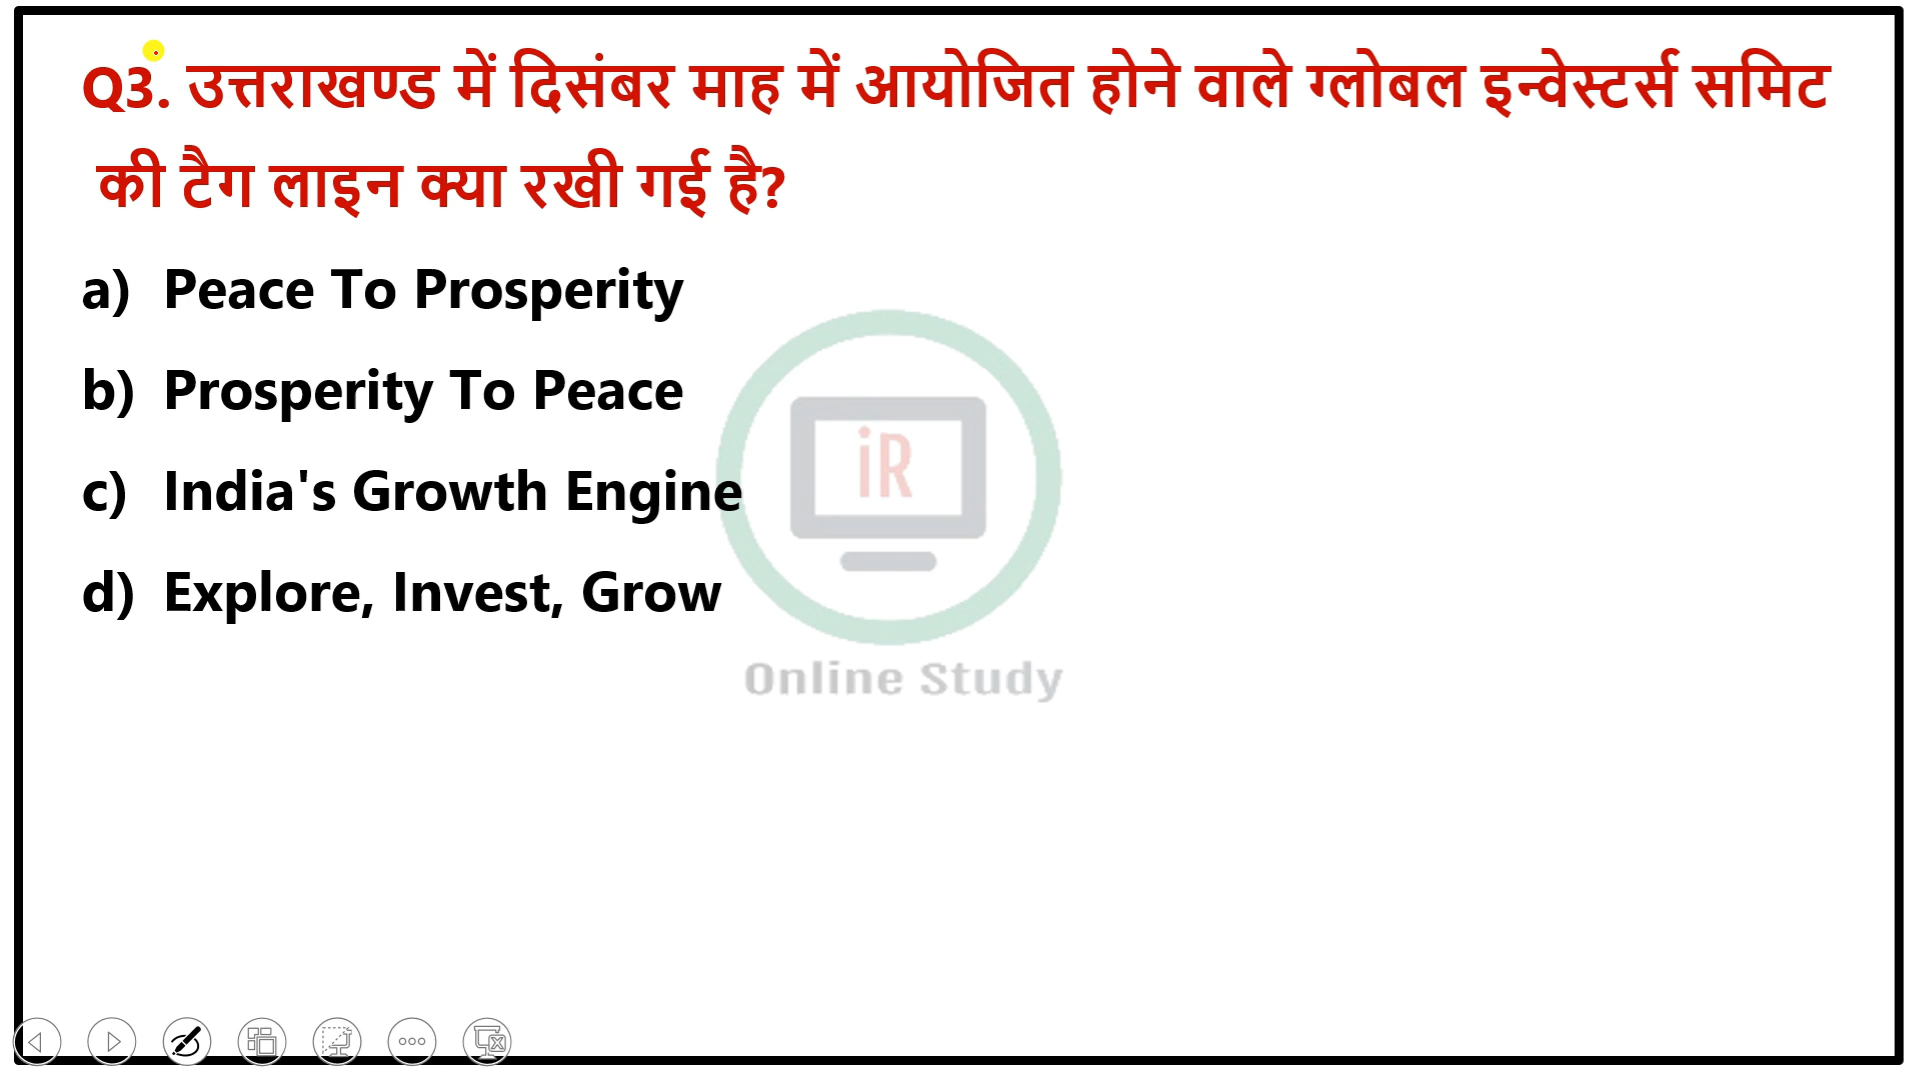 Q3. उत्तराखण्ड में दिसंबर माह में आयोजित होने वाले ग्लोबल इन्वेस्टर्स समिट
की टैग लाइन क्या रखी गई है?
a) Peace To Prosperity
b) Prosperity To Peace
c) India's Growth Engine
d) Explore, Invest, Grow
iR
Online Study